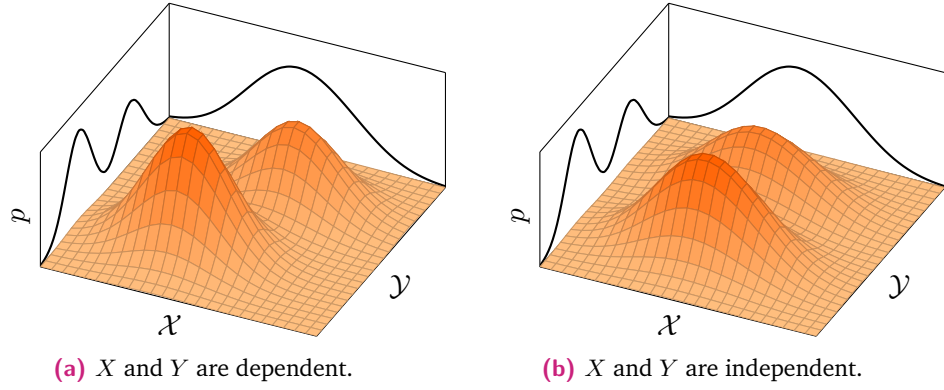 p
𝒳
𝒴
(a) X and Y are dependent.
p
𝒳
𝒴
(b) X and Y are independent.